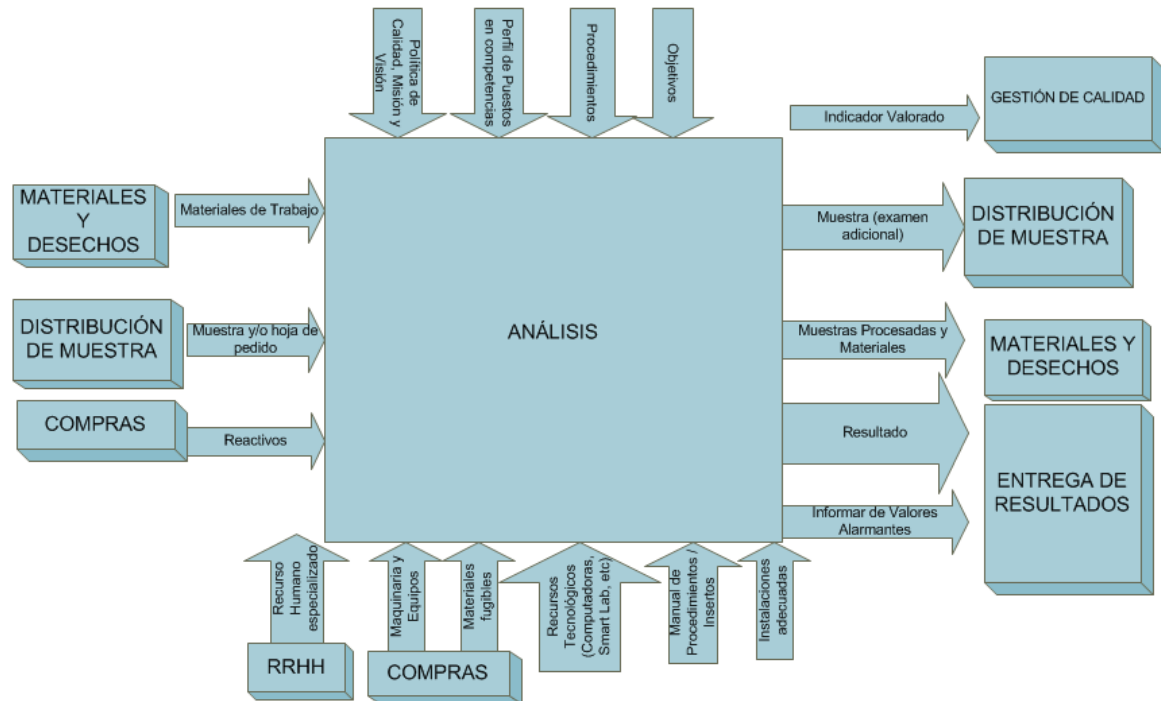 Política de
Calidad, Misión y
Visión
Perfil de Puestos
en competencias
Procedimientos
Objetivos
GESTIÓN DE CALIDAD
Indicador Valorado
MATERIALES
Y
DESECHOS
Materiales de Trabajo
Muestra (examen
adicional)
DISTRIBUCIÓN
DE MUESTRA
DISTRIBUCIÓN
DE MUESTRA
Muestra y/o hoja de
pedido
ANÁLISIS
Muestras Procesadas y
Materiales
MATERIALES Y
DESECHOS
COMPRAS
Reactivos
Resultado
ENTREGA DE
RESULTADOS
Informar de Valores
Alarmantes
Recurso
Humano
especializado
Maquinaria y
Equipos
Materiales
fugibles
Recursos
Tecnológicos
(Computadoras,
Smart Lab, etc)
Manual de
Procedimientos /
Insertos
Instalaciones
adecuadas
RRHH
COMPRAS